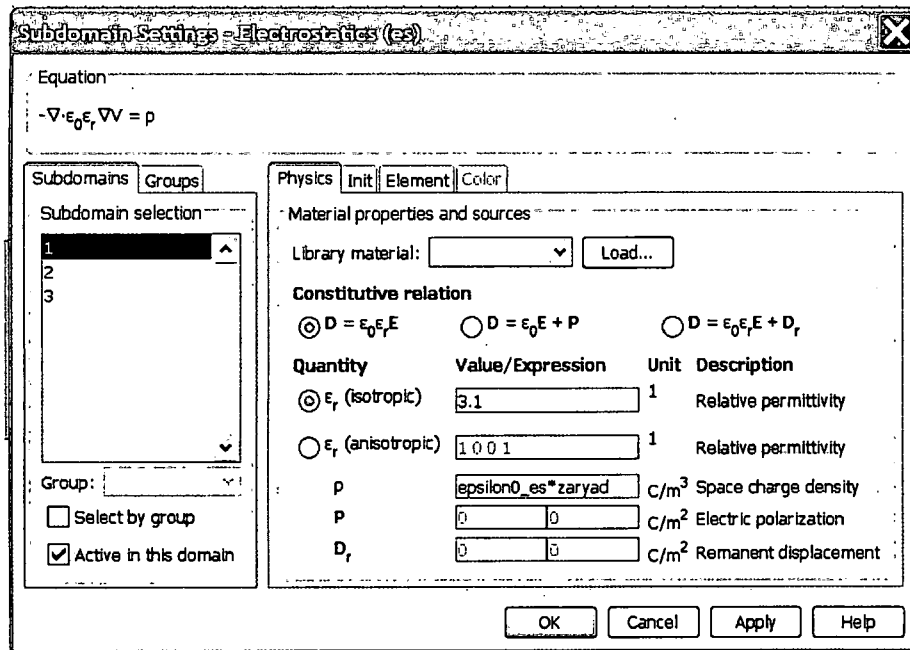 Subdomain Settings - Electrostatics (es)
Equation
-∇·ε₀εᵣ∇V = ρ
Subdomains Groups
Subdomain selection
1
2
3
Group:
Select by group
Active in this domain
Physics Init Element Color
Material properties and sources
Library material: Load...
Constitutive relation
D = ε₀εᵣE D = ε₀E + P D = ε₀εᵣE + Dᵣ
Quantity Value/Expression Unit Description
εᵣ (isotropic) 3.1 1 Relative permittivity
εᵣ (anisotropic) 1 0 0 1 1 Relative permittivity
ρ epsilon0_es*zaryad C/m³ Space charge density
P 0 0 C/m² Electric polarization
Dᵣ 0 0 C/m² Remanent displacement
OK Cancel Apply Help